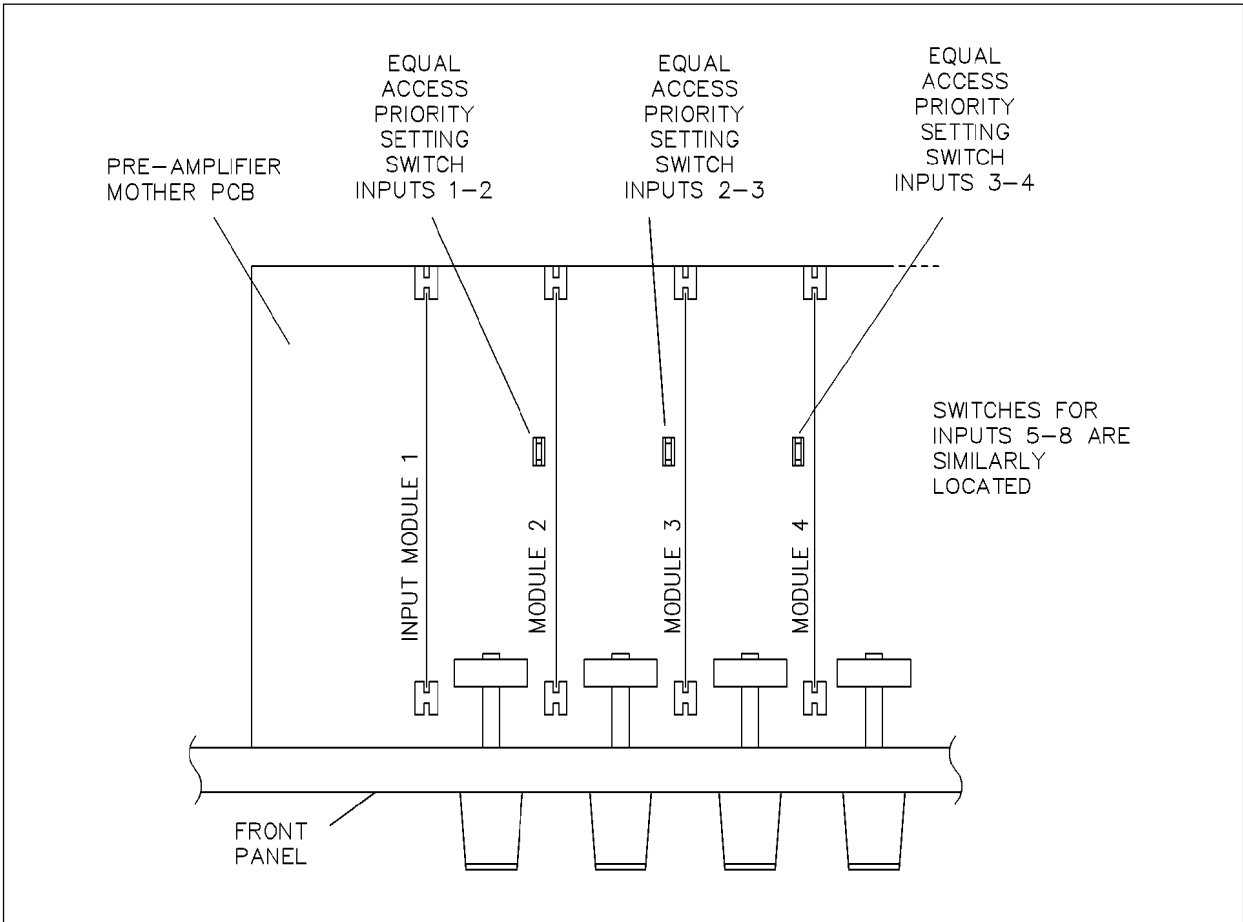 EQUAL
ACCESS
PRIORITY
SETTING
SWITCH
INPUTS 1-2
EQUAL
ACCESS
PRIORITY
SETTING
SWITCH
INPUTS 2-3
EQUAL
ACCESS
PRIORITY
SETTING
SWITCH
INPUTS 3-4
PRE-AMPLIFIER
MOTHER PCB
SWITCHES FOR
INPUTS 5-8 ARE
SIMILARLY
LOCATED
INPUT MODULE 1
MODULE 2
MODULE 3
MODULE 4
FRONT
PANEL